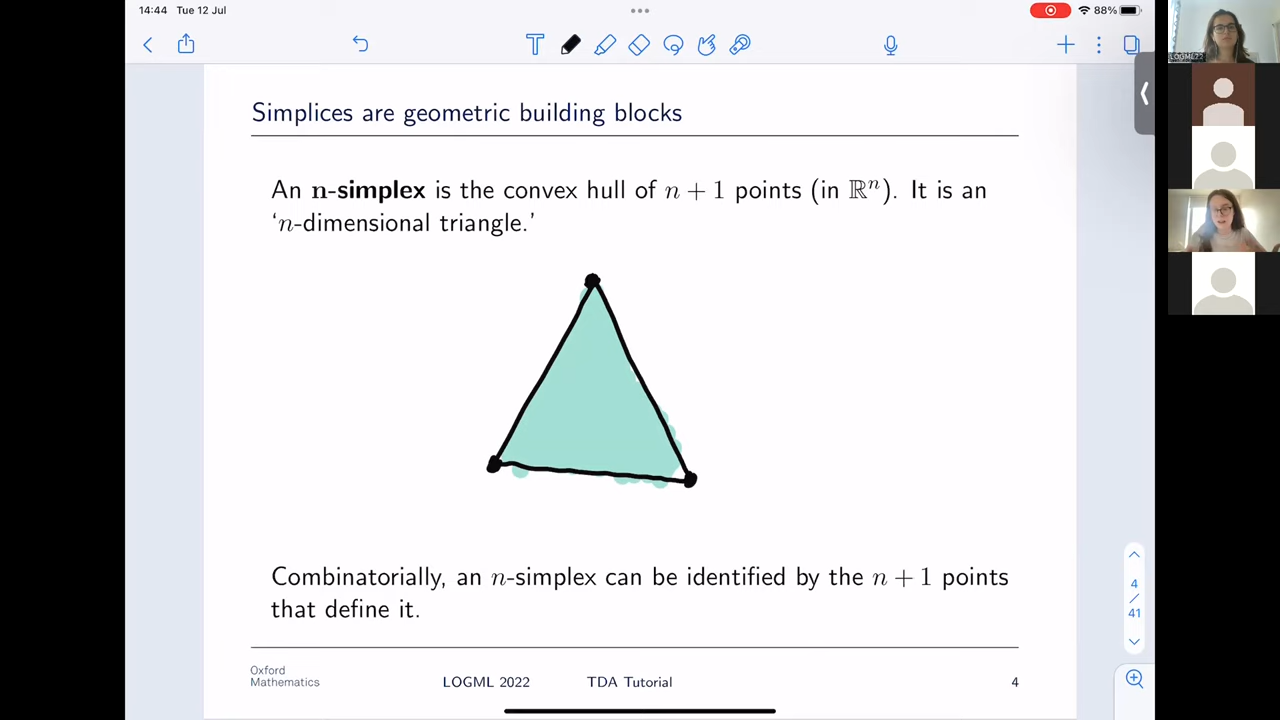 14:44 Tue 12 Jul
88%
LOGML22
Simplices are geometric building blocks
An n-simplex is the convex hull of n + 1 points (in ℝⁿ). It is an
‘n-dimensional triangle.’
Combinatorially, an n-simplex can be identified by the n + 1 points
that define it.
4
/
41
Oxford
Mathematics
LOGML 2022 TDA Tutorial 4